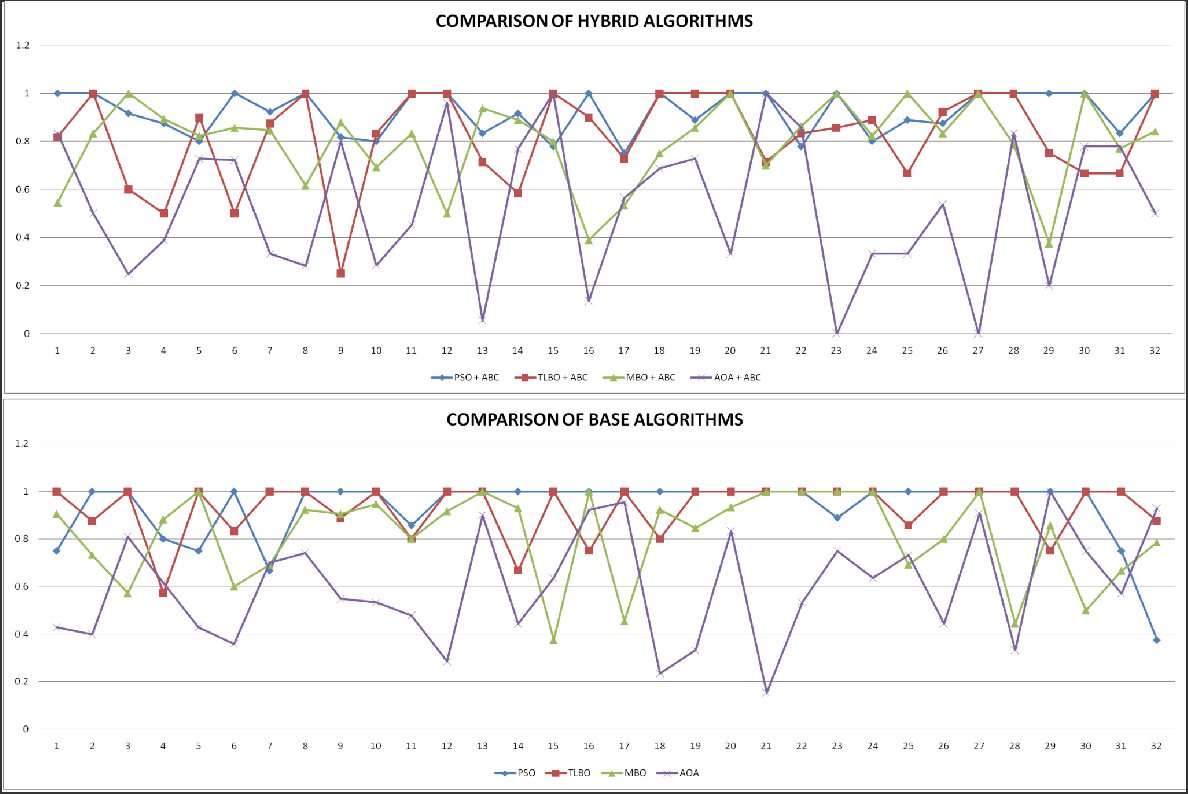 COMPARISON OF HYBRID ALGORITHMS
1.2
1
0.8
0.6
0.4
0.2
0
1 2 3 4 5 6 7 8 9 10 11 12 13 14 15 16 17 18 19 20 21 22 23 24 25 26 27 28 29 30 31 32
PSO + ABC TLBO + ABC MBO + ABC AOA + ABC
COMPARISON OF BASE ALGORITHMS
1.2
1
0.8
0.6
0.4
0.2
0
1 2 3 4 5 6 7 8 9 10 11 12 13 14 15 16 17 18 19 20 21 22 23 24 25 26 27 28 29 30 31 32
PSO TLBO MBO AOA